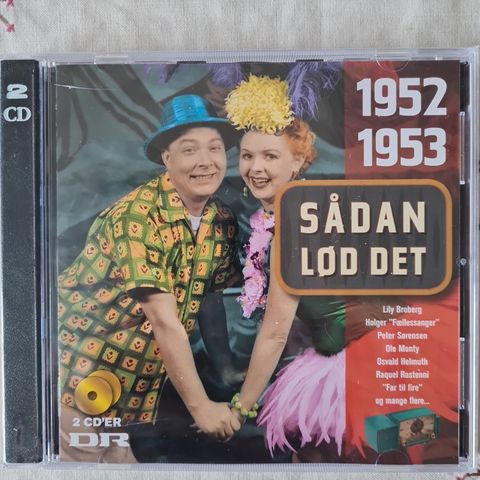 2
CD
1952
1953
SÅDAN
LØD DET
Lily Broberg
Holger "Fællessanger"
Peter Sørensen
Ole Monty
Osvald Helmuth
Raquel Rastenni
"Far til fire"
og mange flere...
2 CD'ER
DR